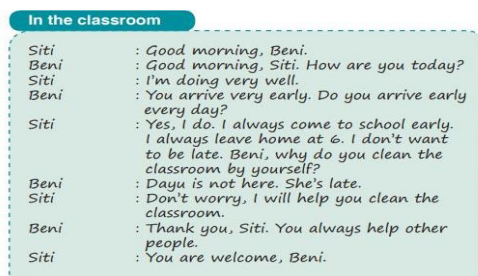 In the classroom
Siti : Good morning, Beni.
Beni : Good morning, Siti. How are you today?
Siti : I'm doing very well.
Beni : You arrive very early. Do you arrive early
every day?
Siti : Yes, I do. I always come to school early.
I always leave home at 6. I don't want
to be late. Beni, why do you clean the
classroom by yourself?
Beni : Dayu is not here. She's late.
Siti : Don't worry, I will help you clean the
classroom.
Beni : Thank you, Siti. You always help other
people.
Siti : You are welcome, Beni.